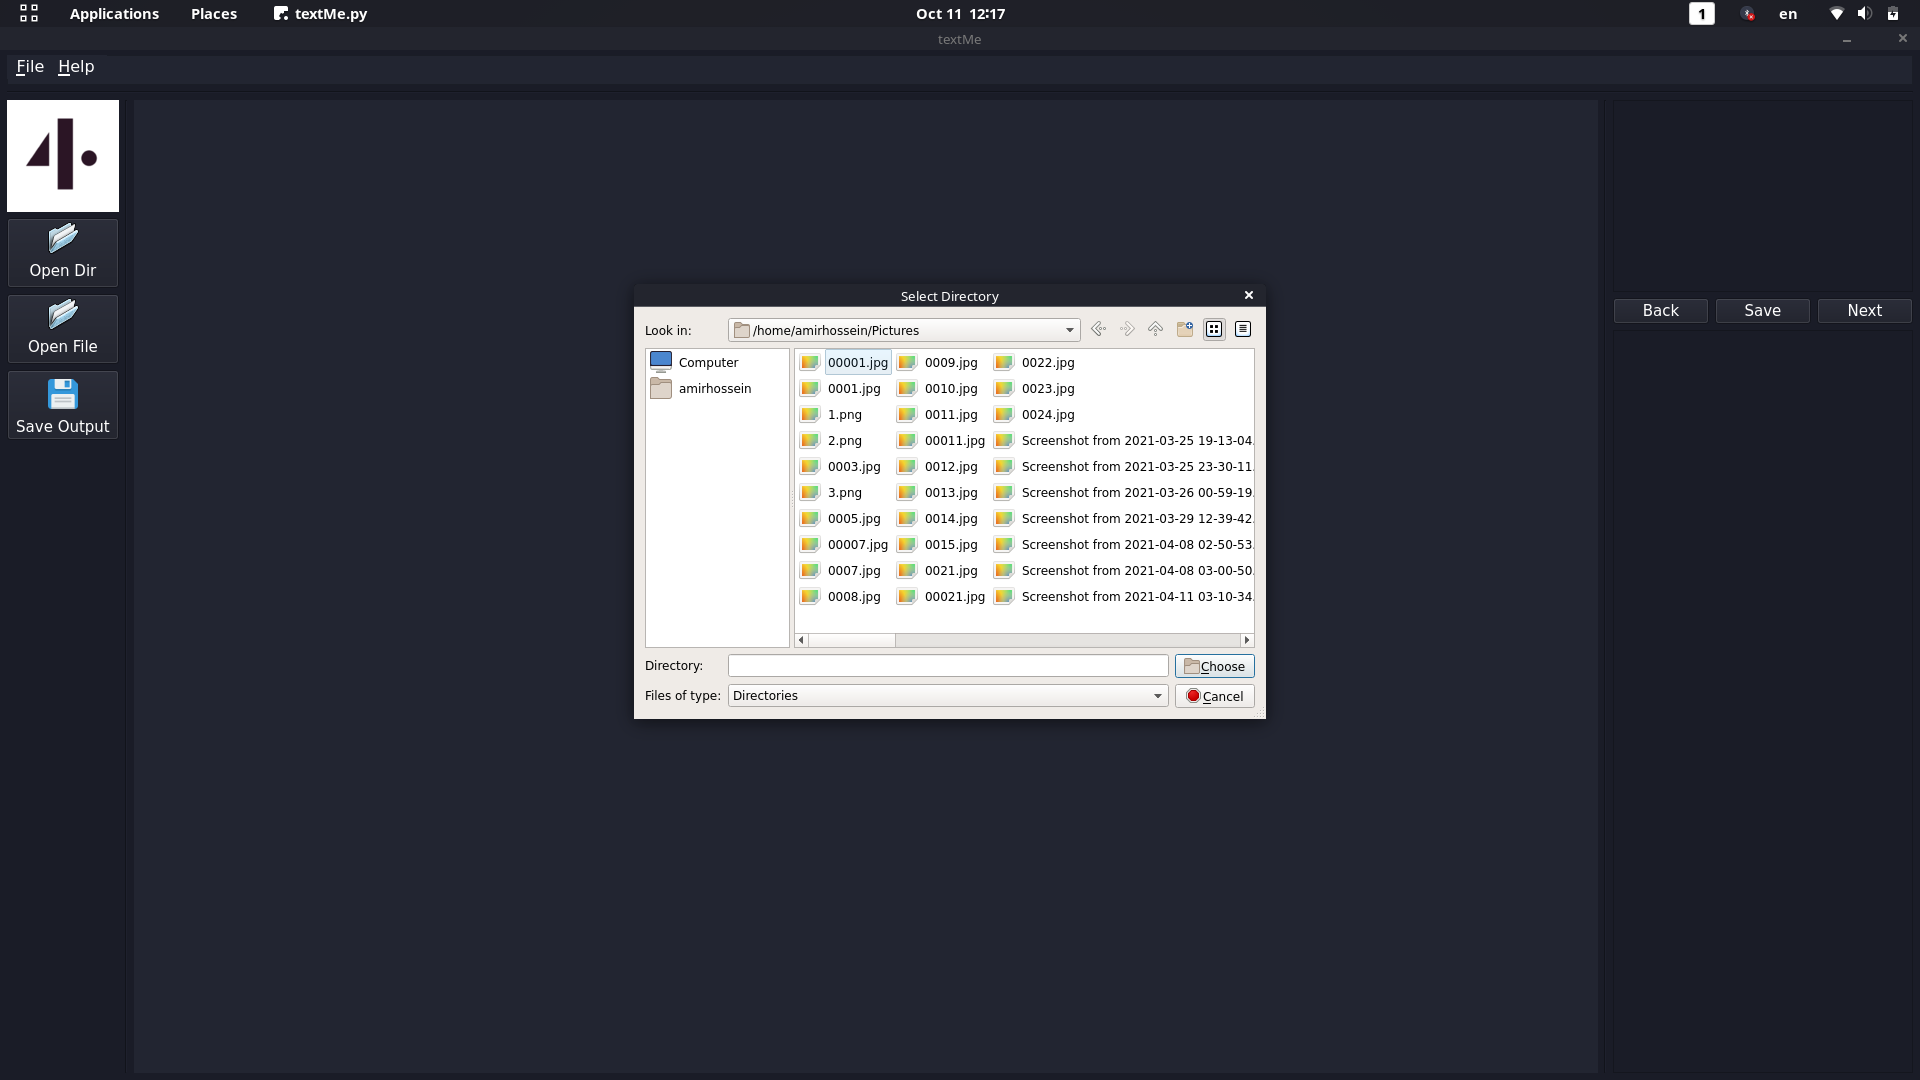 Applications Places textMe.py Oct 11 12:17 1 en
textMe
File Help
Open Dir
Open File
Save Output
Back Save Next
Select Directory
Look in: /home/amirhossein/Pictures
Computer
amirhossein
00001.jpg 0009.jpg 0022.jpg
0001.jpg 0010.jpg 0023.jpg
1.png 0011.jpg 0024.jpg
2.png 00011.jpg Screenshot from 2021-03-25 19-13-04.
0003.jpg 0012.jpg Screenshot from 2021-03-25 23-30-11.
3.png 0013.jpg Screenshot from 2021-03-26 00-59-19.
0005.jpg 0014.jpg Screenshot from 2021-03-29 12-39-42.
00007.jpg 0015.jpg Screenshot from 2021-04-08 02-50-53.
0007.jpg 0021.jpg Screenshot from 2021-04-08 03-00-50.
0008.jpg 00021.jpg Screenshot from 2021-04-11 03-10-34.
Directory: Choose
Files of type: Directories Cancel